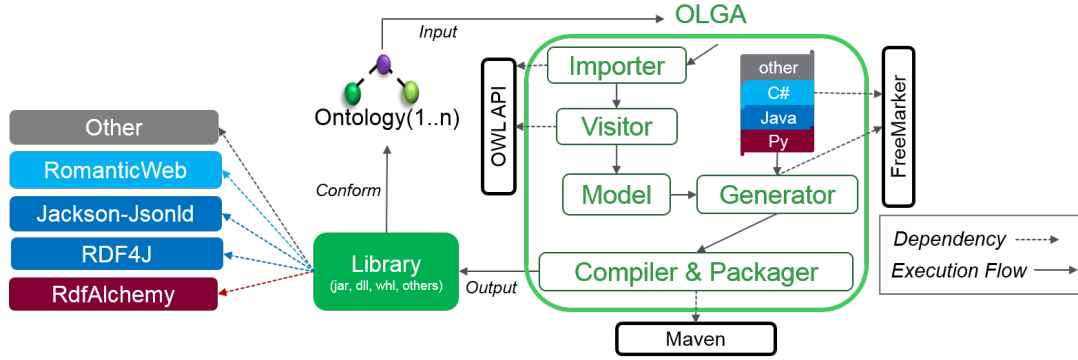 Input
OLGA
Ontology(1..n)
OWL API
Importer
Visitor
Model
Generator
Compiler & Packager
other
C#
Java
Py
FreeMarker
Other
RomanticWeb
Jackson-Jsonld
RDF4J
RdfAlchemy
Conform
Library
(jar, dll, whl, others)
Output
Maven
Dependency
Execution Flow